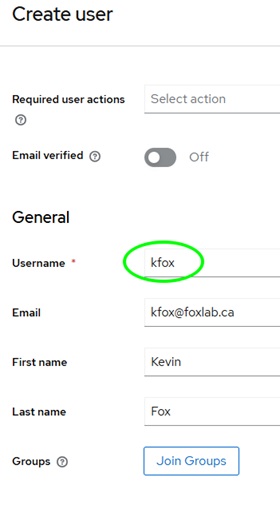 Create user
Required user actions
Select action
Email verified
Off
General
Username *
kfox
Email
kfox@foxlab.ca
First name
Kevin
Last name
Fox
Groups
Join Groups